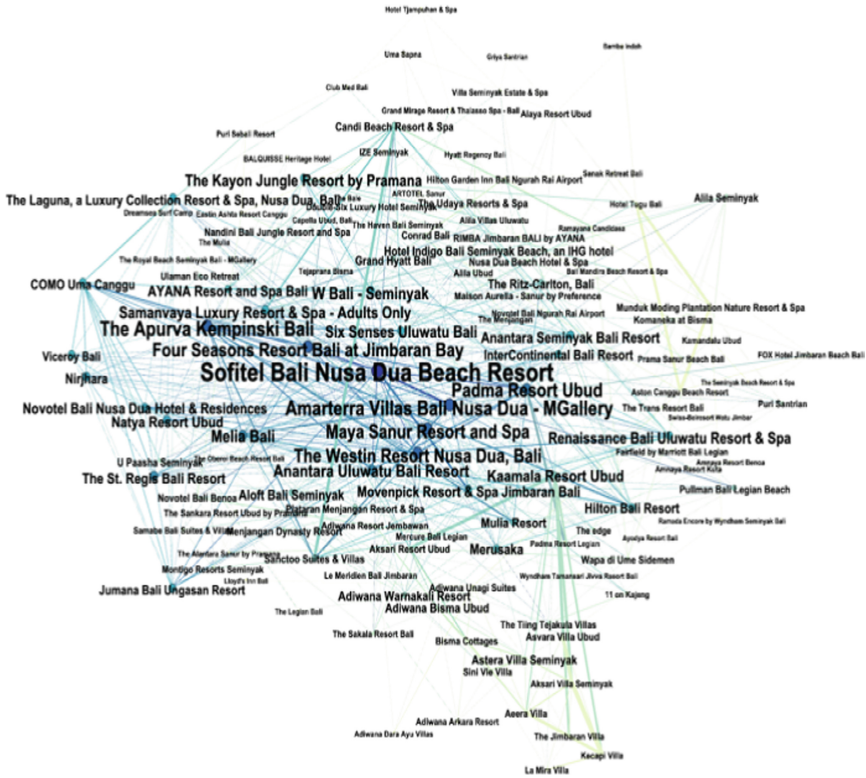 Hotel Tjampuhan & Spa
Bamba Indah
Uma Sapna
Griya Santrian
Club Med Bali
Villa Seminyak Estate & Spa
Grand Mirage Resort & Thalasso Spa - Bali
Alaya Resort Ubud
Candi Beach Resort & Spa
Puri Sebali Resort
IZE Seminyak
Hyatt Regency Bali
BALQUISSE Heritage Hotel
Sanak Retreat Bali
The Kayon Jungle Resort by Pramana
Hilton Garden Inn Bali Ngurah Rai Airport
ARTOTEL Sanur
The Laguna, a Luxury Collection Resort & Spa, Nusa Dua, Bali
Double-Six Luxury Hotel Seminyak
The Udaya Resorts & Spa
Hotel Tugu Bali
Alila Seminyak
Dreamsea Surf Camp
Eastin Ashta Resort Canggu
Capella Ubud, Bali
The Haven Bali Seminyak
Alila Villas Uluwatu
Ramayana Candidasa
Nandini Bali Jungle Resort and Spa
Conrad Bali
RIMBA Jimbaran BALI by AYANA
The Mulia
Hotel Indigo Bali Seminyak Beach, an IHG hotel
The Royal Beach Seminyak Bali - MGallery
Grand Hyatt Bali
Nusa Dua Beach Hotel & Spa
Tejaprana Bisma
Alila Ubud
Bali Mandira Beach Resort & Spa
Ulaman Eco Retreat
COMO Uma Canggu
The Ritz-Carlton, Bali
AYANA Resort and Spa Bali
W Bali - Seminyak
Maison Aurelia - Sanur by Preference
Samanvaya Luxury Resort & Spa - Adults Only
Novotel Bali Ngurah Rai Airport
The Menjangan
Munduk Moding Plantation Nature Resort & Spa
Komaneka at Bisma
The Apurva Kempinski Bali
Six Senses Uluwatu Bali
Anantara Seminyak Bali Resort
Kamandalu Ubud
Four Seasons Resort Bali at Jimbaran Bay
InterContinental Bali Resort
Prama Sanur Beach Bali
FOX Hotel Jimbaran Beach Bali
Viceroy Bali
Sofitel Bali Nusa Dua Beach Resort
Nirjhara
The Seminyak Beach Resort & Spa
Padma Resort Ubud
Aston Canggu Beach Resort
Puri Santrian
Novotel Bali Nusa Dua Hotel & Residences
Amarterra Villas Bali Nusa Dua - MGallery
The Trans Resort Bali
Swiss-Belresort Watu Jimbar
Natya Resort Ubud
Melia Bali
Maya Sanur Resort and Spa
Renaissance Bali Uluwatu Resort & Spa
Fairfield by Marriott Bali Legian
The Westin Resort Nusa Dua, Bali
U Paasha Seminyak
The Oberoi Beach Resort Bali
Amnaya Resort Benoa
Amnaya Resort Kuta
Anantara Uluwatu Bali Resort
The St. Regis Bali Resort
Kaamala Resort Ubud
Pullman Bali Legian Beach
Novotel Bali Benoa
Aloft Bali Seminyak
Movenpick Resort & Spa Jimbaran Bali
The Sankara Resort Ubud by Pramana
Plataran Menjangan Resort & Spa
Hilton Bali Resort
Mulia Resort
Ramada Encore by Wyndham Seminyak Bali
Samabe Bali Suites & Villas
Menjangan Dynasty Resort
Adiwana Resort Jembawan
The edge
Mercure Bali Legian
Ayodya Resort Bali
Padma Resort Legian
Aksari Resort Ubud
Merusaka
The Alantara Sanur by Pramana
Sanctoo Suites & Villas
Wapa di Ume Sidemen
Montigo Resorts Seminyak
Le Meridien Bali Jimbaran
Wyndham Tamansari Jivva Resort Bali
Lloyd's Inn Bali
Jumana Bali Ungasan Resort
Adiwana Unagi Suites
Adiwana Warnakali Resort
11 on Kajeng
The Legian Bali
Adiwana Bisma Ubud
The Tiing Tejakula Villas
The Sakala Resort Bali
Asvara Villa Ubud
Bisma Cottages
Astera Villa Seminyak
Sini Vie Villa
Aksari Villa Seminyak
Aeera Villa
Adiwana Arkara Resort
Adiwana Dara Ayu Villas
The Jimbaran Villa
Kecapi Villa
La Mira Villa